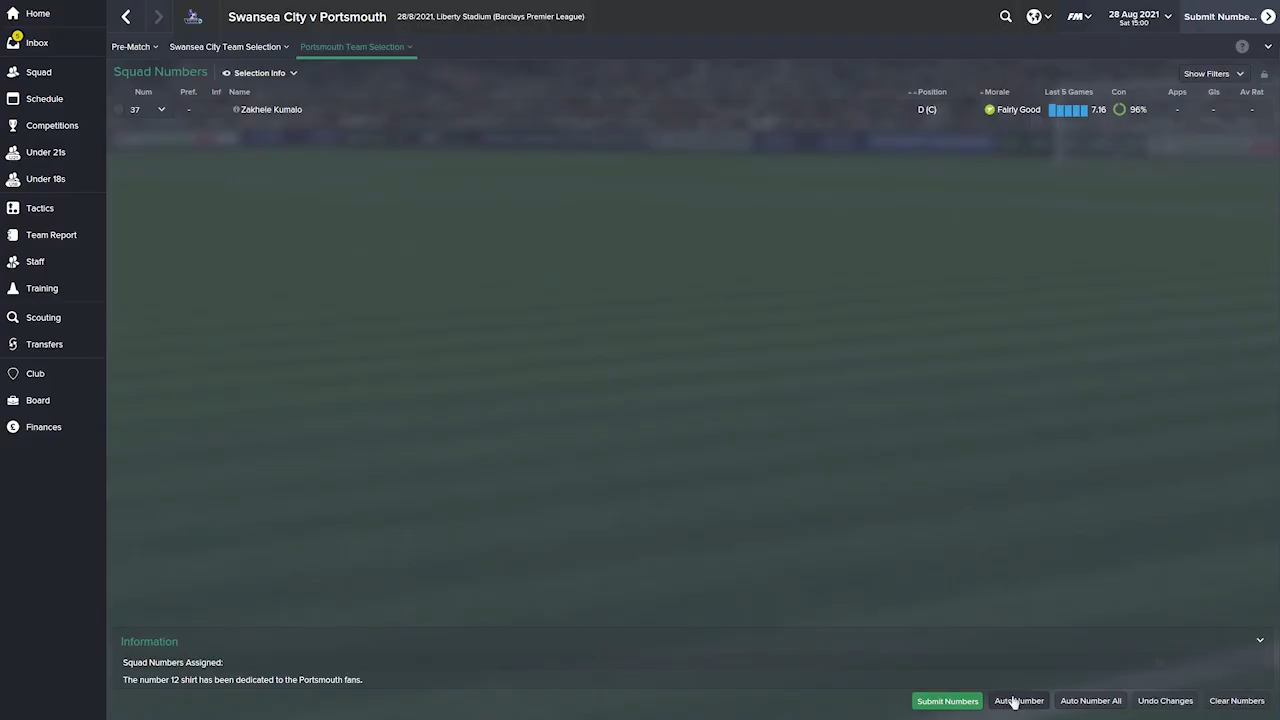 Home
Swansea City v Portsmouth 28/8/2021, Liberty Stadium (Barclays Premier League) FM 28 Aug 2021 Sat 15:00 Submit Numbe...
5
Inbox
Pre-Match Swansea City Team Selection Portsmouth Team Selection ?
Squad
Squad Numbers Selection Info Show Filters
Num Pref. Inf Name Position Morale Last 5 Games Con Apps Gls Av Rat
37 - Zakhele Kumalo D (C) Fairly Good 7.16 96% - - -
Schedule
Competitions
Under 21s
Under 18s
Tactics
Team Report
Staff
Training
Scouting
Transfers
Club
Board
Finances
Information
Squad Numbers Assigned:
The number 12 shirt has been dedicated to the Portsmouth fans.
Submit Numbers Auto Number Auto Number All Undo Changes Clear Numbers